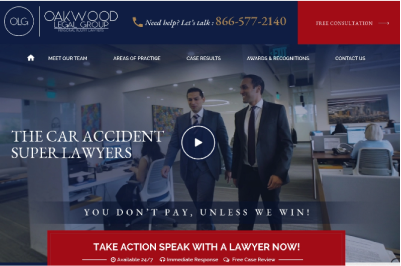 OLG
OAKWOOD
LEGAL GROUP
PERSONAL INJURY LAWYERS
Need help? Let's talk : 866-577-2140
FREE CONSULTATION
MEET OUR TEAM
AREAS OF PRACTICE
CASE RESULTS
AWARDS & RECOGNITIONS
CONTACT US
EXIT
THE CAR ACCIDENT
SUPER LAWYERS
YOU DON'T PAY, UNLESS WE WIN!
TAKE ACTION SPEAK WITH A LAWYER NOW!
Available 24/7 Immediate Response Free Case Review